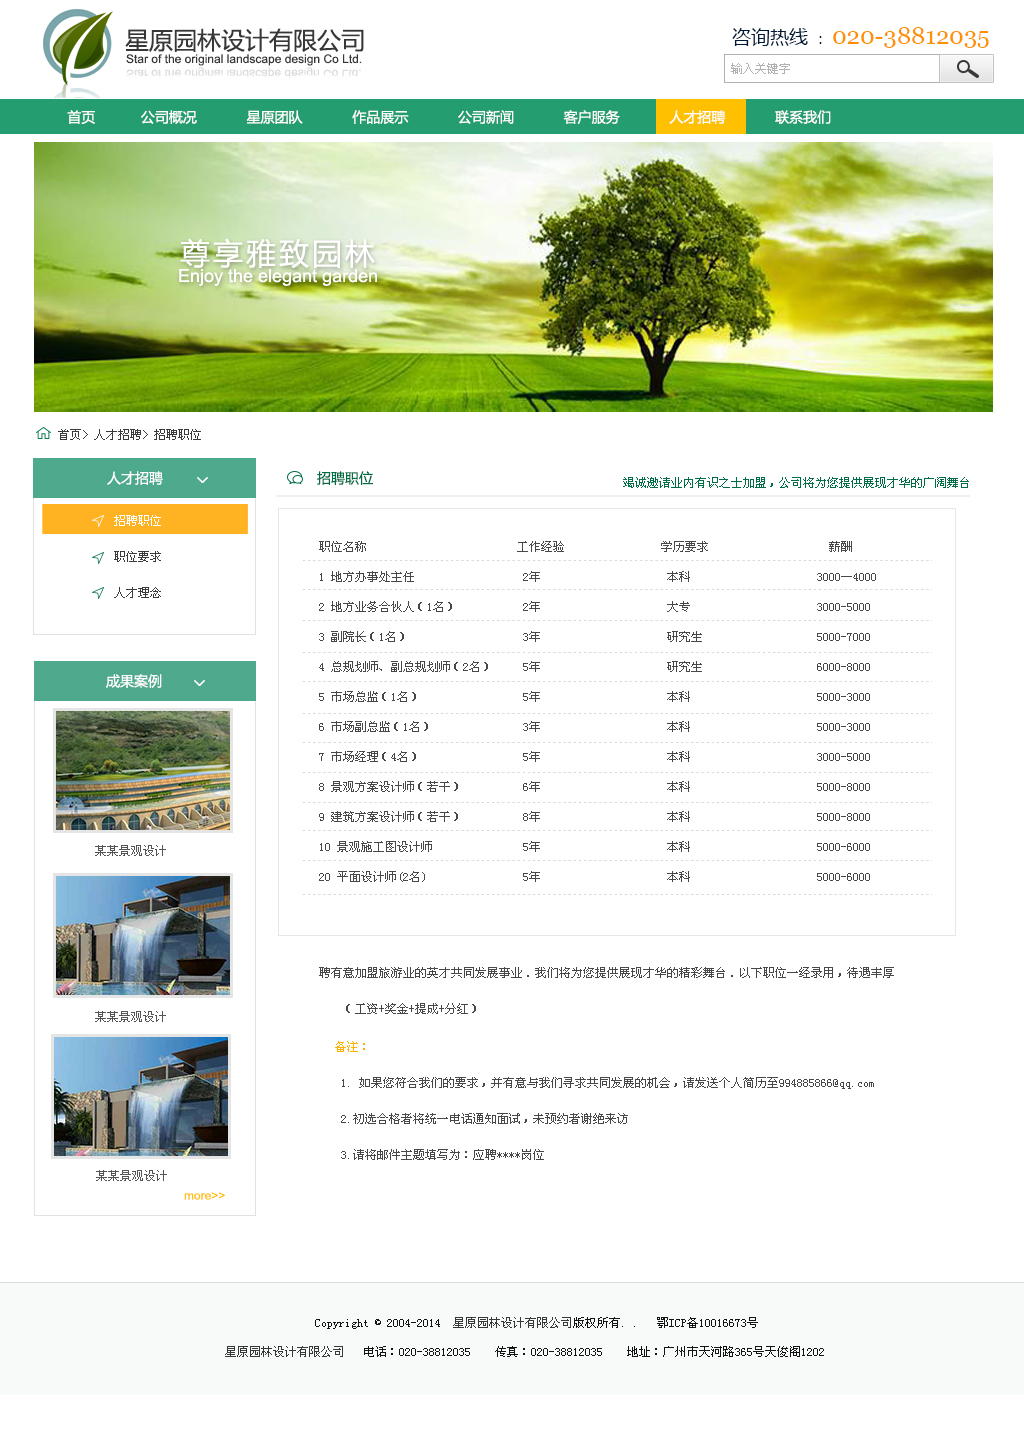 星原园林设计有限公司
Star of the original landscape design Co Ltd.
咨询热线 : 020-38812035
输入关键字
首页 公司概况 星原团队 作品展示 公司新闻 客户服务 人才招聘 联系我们
尊享雅致园林
Enjoy the elegant garden
首页> 人才招聘> 招聘职位
人才招聘
招聘职位
职位要求
人才理念
成果案例
某某景观设计
某某景观设计
某某景观设计
more>>
招聘职位
竭诚邀请业内有识之士加盟，公司将为您提供展现才华的广阔舞台
职位名称 工作经验 学历要求 薪酬
1 地方办事处主任 2年 本科 3000—4000
2 地方业务合伙人（1名） 2年 大专 3000-5000
3 副院长（1名） 3年 研究生 5000-7000
4 总规划师、副总规划师（2名） 5年 研究生 6000-8000
5 市场总监（1名） 5年 本科 5000-3000
6 市场副总监（1名） 3年 本科 5000-3000
7 市场经理（4名） 5年 本科 3000-5000
8 景观方案设计师（若干） 6年 本科 5000-8000
9 建筑方案设计师（若干） 8年 本科 5000-8000
10 景观施工图设计师 5年 本科 5000-6000
20 平面设计师(2名) 5年 本科 5000-6000
聘有意加盟旅游业的英才共同发展事业．我们将为您提供展现才华的精彩舞台．以下职位一经录用，待遇丰厚
（工资+奖金+提成+分红）
备注：
1. 如果您符合我们的要求，并有意与我们寻求共同发展的机会，请发送个人简历至994885866@qq.com
2.初选合格者将统一电话通知面试，未预约者谢绝来访
3.请将邮件主题填写为：应聘****岗位
Copyright © 2004-2014 星原园林设计有限公司版权所有. . 鄂ICP备10016673号
星原园林设计有限公司 电话：020-38812035 传真：020-38812035 地址：广州市天河路365号天俊阁1202